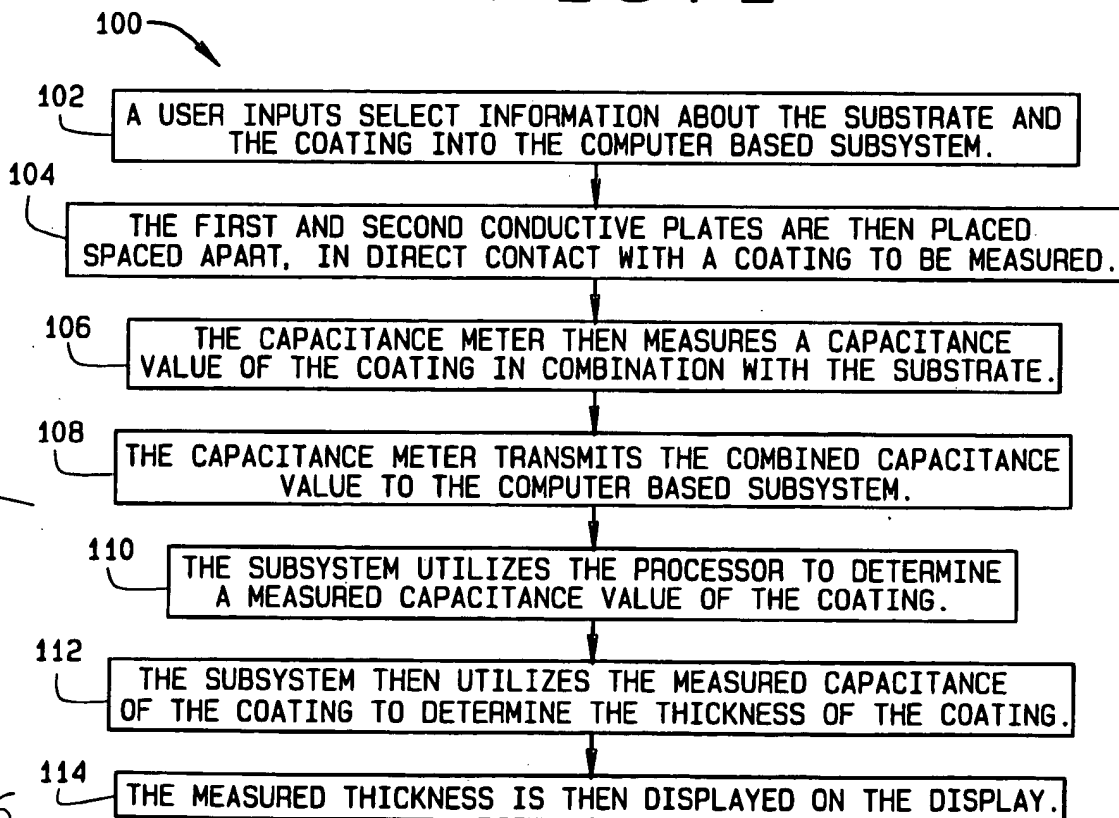 100
102
A USER INPUTS SELECT INFORMATION ABOUT THE SUBSTRATE AND
THE COATING INTO THE COMPUTER BASED SUBSYSTEM.
104
THE FIRST AND SECOND CONDUCTIVE PLATES ARE THEN PLACED
SPACED APART, IN DIRECT CONTACT WITH A COATING TO BE MEASURED.
106
THE CAPACITANCE METER THEN MEASURES A CAPACITANCE
VALUE OF THE COATING IN COMBINATION WITH THE SUBSTRATE.
108
THE CAPACITANCE METER TRANSMITS THE COMBINED CAPACITANCE
VALUE TO THE COMPUTER BASED SUBSYSTEM.
110
THE SUBSYSTEM UTILIZES THE PROCESSOR TO DETERMINE
A MEASURED CAPACITANCE VALUE OF THE COATING.
112
THE SUBSYSTEM THEN UTILIZES THE MEASURED CAPACITANCE
OF THE COATING TO DETERMINE THE THICKNESS OF THE COATING.
114
THE MEASURED THICKNESS IS THEN DISPLAYED ON THE DISPLAY.